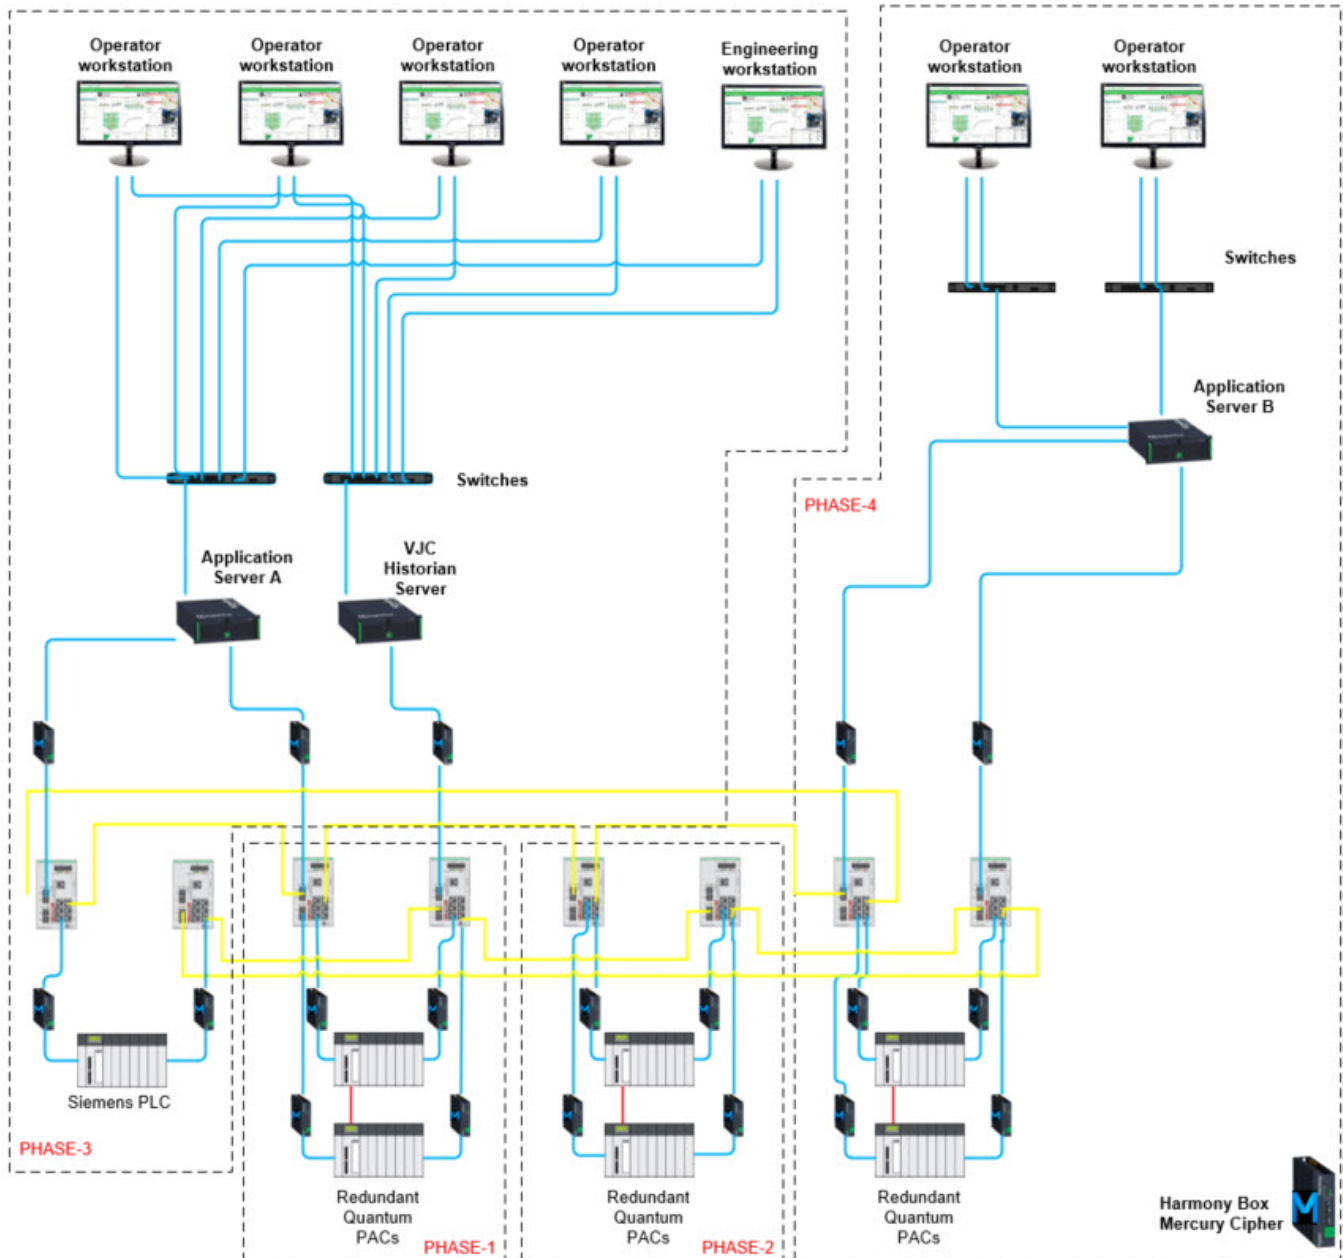 Operator
workstation
Operator
workstation
Operator
workstation
Operator
workstation
Engineering
workstation
Operator
workstation
Operator
workstation
Switches
Application
Server B
Switches
PHASE-4
Application
Server A
VJC
Historian
Server
Siemens PLC
PHASE-3
Redundant
Quantum
PACs
PHASE-1
Redundant
Quantum
PACs
PHASE-2
Redundant
Quantum
PACs
Harmony Box
Mercury Cipher